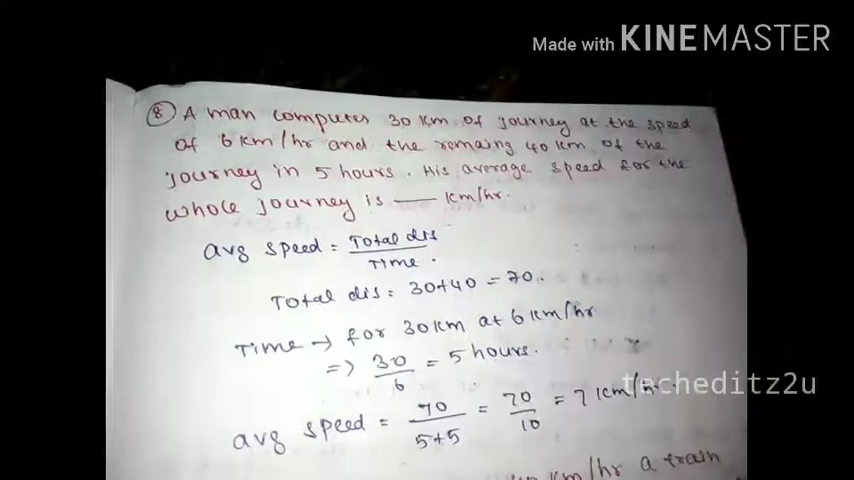 Made with KINEMASTER
8 A man computes 30 km of journey at the speed
of 6 km/hr and the remaing 40 km of the
journey in 5 hours. His average speed for the
whole journey is — km/hr.
avg speed = Total dis
Time.
Total dis = 30+40 = 70.
Time → for 30km at 6 km/hr
=> 30/6 = 5 hours.
techeditz2u
avg speed = 70/5+5 = 70/10 = 7 km/hr
km/hr a train